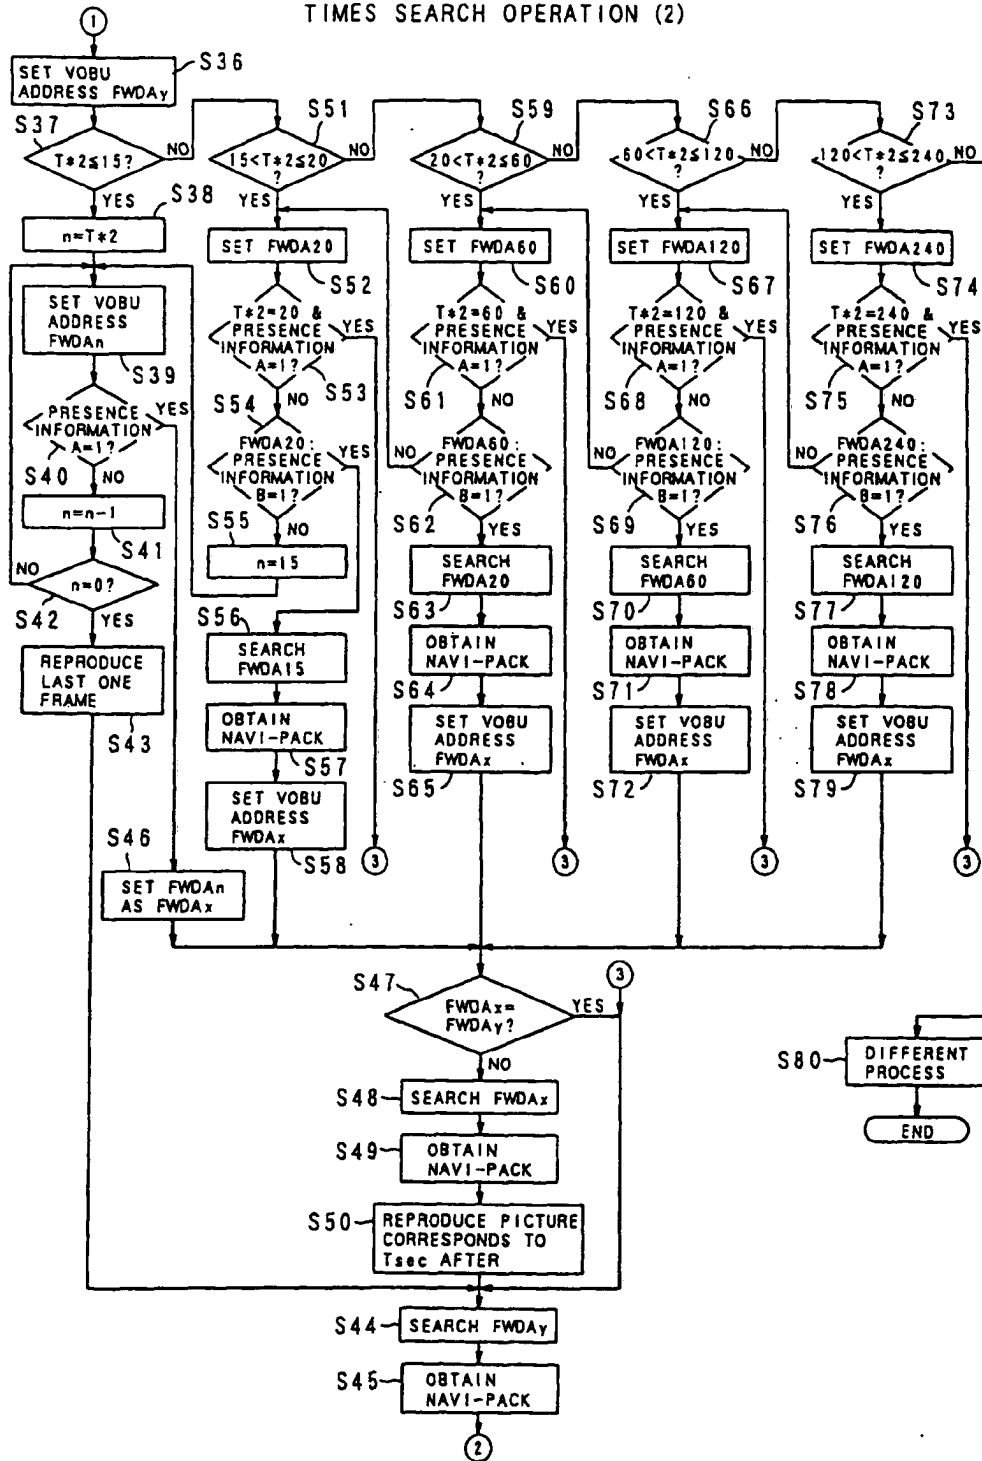 TIMES SEARCH OPERATION (2)
1
S36
SET VOBU
ADDRESS FWDAy
S37
T*2≦15?
NO
YES
S38
n=T*2
SET VOBU
ADDRESS
FWDAn
S39
PRESENCE
INFORMATION
A=1?
YES
S40
NO
n=n-1
S41
NO
n=0?
S42
YES
REPRODUCE
LAST ONE
FRAME
S43
S46
SET FWDAn
AS FWDAx
S51
15<T*2≦20
?
NO
YES
SET FWDA20
S52
T*2=20 &
PRESENCE
INFORMATION
A=1?
YES
S53
NO
S54
FWDA20:
PRESENCE
INFORMATION
B=1?
YES
S55
NO
n=15
S56
SEARCH
FWDA15
OBTAIN
NAVI-PACK
S57
SET VOBU
ADDRESS
FWDAx
S58
3
S59
20<T*2≦60
?
NO
YES
SET FWDA60
S60
T*2=60 &
PRESENCE
INFORMATION
A=1?
YES
S61
NO
FWDA60:
PRESENCE
INFORMATION
B=1?
NO
S62
YES
SEARCH
FWDA20
S63
OBTAIN
NAVI-PACK
S64
SET VOBU
ADDRESS
FWDAx
S65
3
S66
60<T*2≦120
?
NO
YES
SET FWDA120
S67
T*2=120 &
PRESENCE
INFORMATION
A=1?
YES
S68
NO
FWDA120:
PRESENCE
INFORMATION
B=1?
NO
S69
YES
SEARCH
FWDA60
S70
OBTAIN
NAVI-PACK
S71
SET VOBU
ADDRESS
FWDAx
S72
3
S73
120<T*2≦240
?
NO
YES
SET FWDA240
S74
T*2=240 &
PRESENCE
INFORMATION
A=1?
YES
S75
NO
FWDA240:
PRESENCE
INFORMATION
B=1?
NO
S76
YES
SEARCH
FWDA120
S77
OBTAIN
NAVI-PACK
S78
SET VOBU
ADDRESS
FWDAx
S79
3
S47
FWDAx=
FWDAy?
YES
3
NO
S48
SEARCH FWDAx
S49
OBTAIN
NAVI-PACK
S50
REPRODUCE PICTURE
CORRESPONDS TO
Tsec AFTER
S44
SEARCH FWDAy
S45
OBTAIN
NAVI-PACK
2
S80
DIFFERENT
PROCESS
END